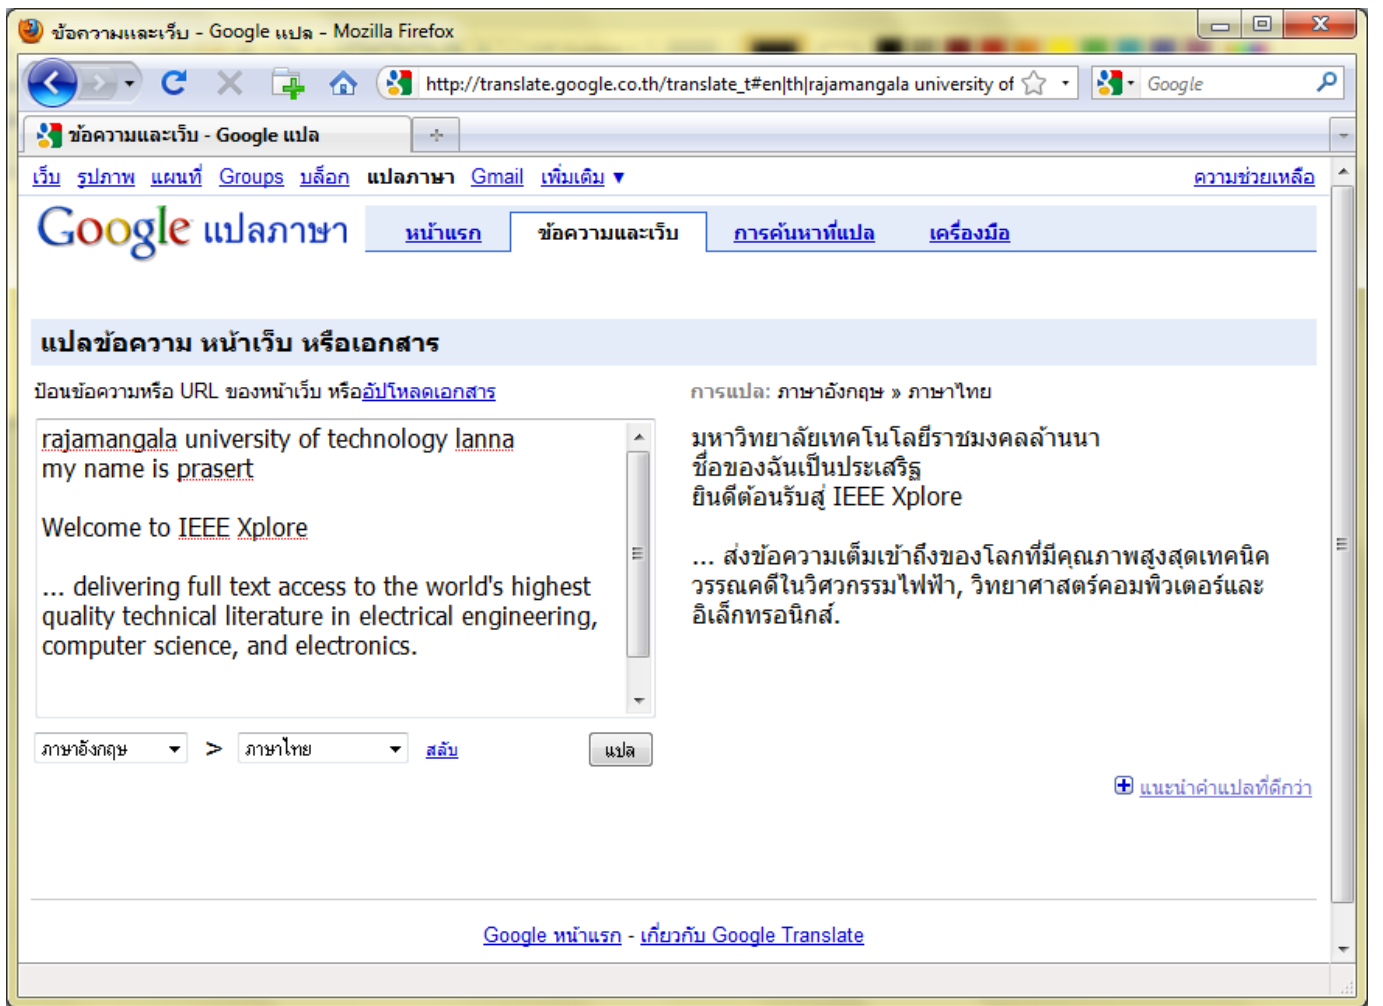 ข้อความและเว็บ - Google แปล - Mozilla Firefox
http://translate.google.co.th/translate_t#en|th|rajamangala university of
Google
ข้อความและเว็บ - Google แปล
เว็บ รูปภาพ แผนที่ Groups บล็อก แปลภาษา Gmail เพิ่มเติม ▼ ความช่วยเหลือ
Google แปลภาษา
หน้าแรก ข้อความและเว็บ การค้นหาที่แปล เครื่องมือ
แปลข้อความ หน้าเว็บ หรือเอกสาร
ป้อนข้อความหรือ URL ของหน้าเว็บ หรืออัปโหลดเอกสาร
rajamangala university of technology lanna
my name is prasert
Welcome to IEEE Xplore
... delivering full text access to the world's highest
quality technical literature in electrical engineering,
computer science, and electronics.
ภาษาอังกฤษ > ภาษาไทย สลับ แปล
การแปล: ภาษาอังกฤษ » ภาษาไทย
มหาวิทยาลัยเทคโนโลยีราชมงคลล้านนา
ชื่อของฉันเป็นประเสริฐ
ยินดีต้อนรับสู่ IEEE Xplore
... ส่งข้อความเต็มเข้าถึงของโลกที่มีคุณภาพสูงสุดเทคนิค
วรรณคดีในวิศวกรรมไฟฟ้า, วิทยาศาสตร์คอมพิวเตอร์และ
อิเล็กทรอนิกส์.
แนะนำคำแปลที่ดีกว่า
Google หน้าแรก - เกี่ยวกับ Google Translate